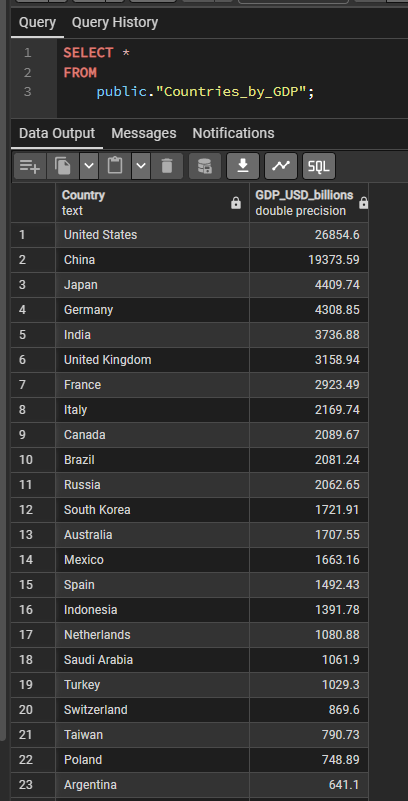 Query Query History
1 SELECT *
2 FROM
3 public."Countries_by_GDP";
Data Output Messages Notifications
SQL
Country GDP_USD_billions
text double precision
1 United States 26854.6
2 China 19373.59
3 Japan 4409.74
4 Germany 4308.85
5 India 3736.88
6 United Kingdom 3158.94
7 France 2923.49
8 Italy 2169.74
9 Canada 2089.67
10 Brazil 2081.24
11 Russia 2062.65
12 South Korea 1721.91
13 Australia 1707.55
14 Mexico 1663.16
15 Spain 1492.43
16 Indonesia 1391.78
17 Netherlands 1080.88
18 Saudi Arabia 1061.9
19 Turkey 1029.3
20 Switzerland 869.6
21 Taiwan 790.73
22 Poland 748.89
23 Argentina 641.1